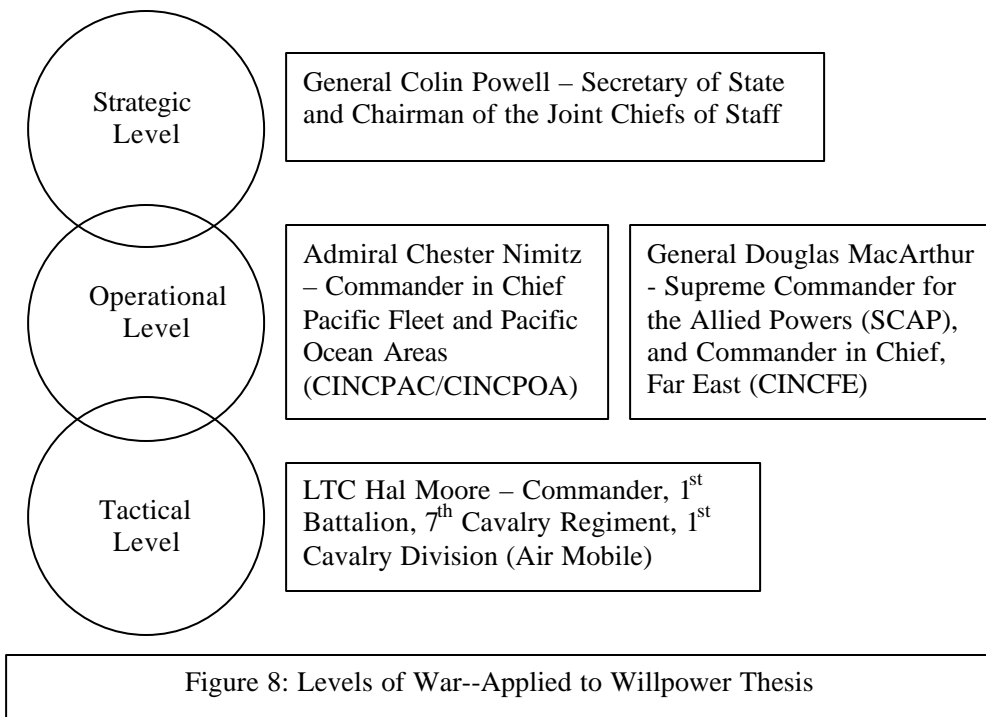 Strategic
Level
General Colin Powell – Secretary of State
and Chairman of the Joint Chiefs of Staff
Operational
Level
Admiral Chester Nimitz
– Commander in Chief
Pacific Fleet and Pacific
Ocean Areas
(CINCPAC/CINCPOA)
General Douglas MacArthur
- Supreme Commander for
the Allied Powers (SCAP),
and Commander in Chief,
Far East (CINCFE)
Tactical
Level
LTC Hal Moore – Commander, 1st
Battalion, 7th Cavalry Regiment, 1st
Cavalry Division (Air Mobile)
Figure 8: Levels of War--Applied to Willpower Thesis